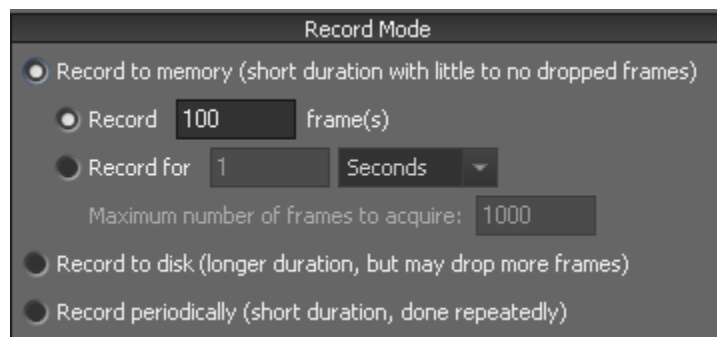 Record Mode
Record to memory (short duration with little to no dropped frames)
Record 100 frame(s)
Record for 1 Seconds
Maximum number of frames to acquire: 1000
Record to disk (longer duration, but may drop more frames)
Record periodically (short duration, done repeatedly)